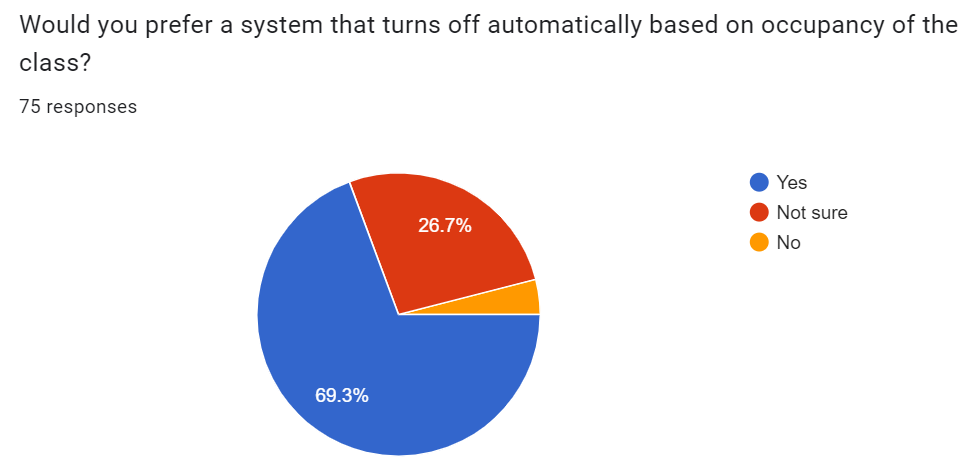 Would you prefer a system that turns off automatically based on occupancy of the
class?
75 responses
Yes
Not sure
No
26.7%
69.3%